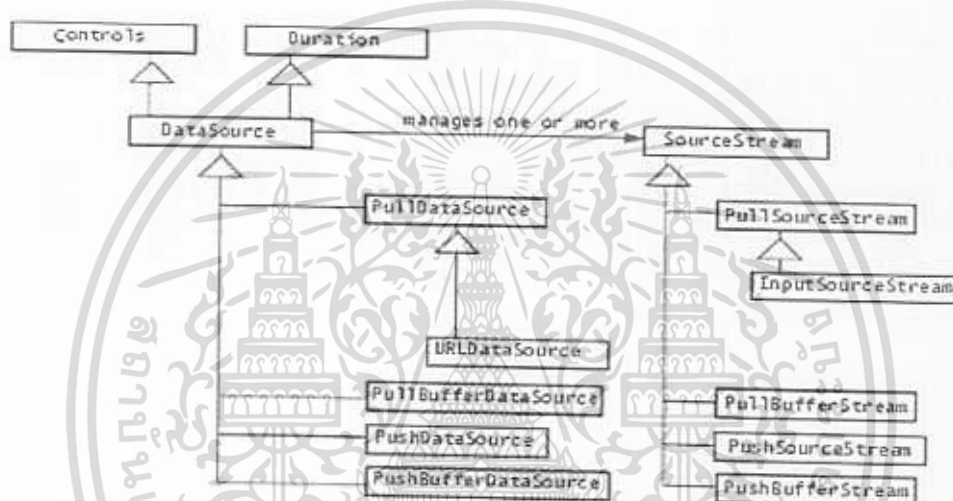 Controls
Duration
DataSource
manages one or more
SourceStream
PullDataSource
PullSourceStream
InputSourceStream
URLDataSource
PullBufferDataSource
PullBufferStream
PushDataSource
PushSourceStream
PushBufferDataSource
PushBufferStream